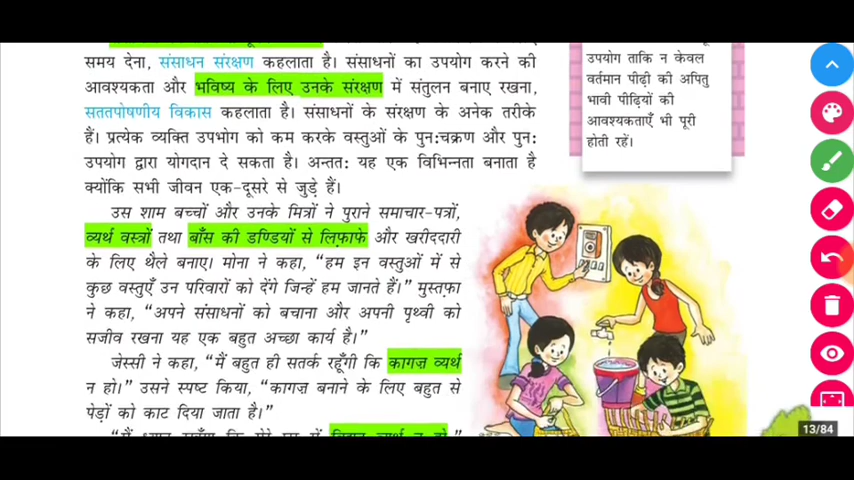 समय देना, संसाधन संरक्षण कहलाता है। संसाधनों का उपयोग करने की
आवश्यकता और भविष्य के लिए उनके संरक्षण में संतुलन बनाए रखना,
सततपोषणीय विकास कहलाता है। संसाधनों के संरक्षण के अनेक तरीके
हैं। प्रत्येक व्यक्ति उपभोग को कम करके वस्तुओं के पुन:चक्रण और पुन:
उपयोग द्वारा योगदान दे सकता है। अन्तत: यह एक विभिन्नता बनाता है
क्योंकि सभी जीवन एक-दूसरे से जुड़े हैं।
उस शाम बच्चों और उनके मित्रों ने पुराने समाचार-पत्रों,
व्यर्थ वस्त्रों तथा बाँस की डण्डियों से लिफ़ाफे और खरीददारी
के लिए थैले बनाए। मोना ने कहा, “हम इन वस्तुओं में से
कुछ वस्तुएँ उन परिवारों को देंगे जिन्हें हम जानते हैं।” मुस्तफ़ा
ने कहा, “अपने संसाधनों को बचाना और अपनी पृथ्वी को
सजीव रखना यह एक बहुत अच्छा कार्य है।”
जेस्सी ने कहा, “मैं बहुत ही सतर्क रहूँगी कि कागज़ व्यर्थ
न हो।” उसने स्पष्ट किया, “कागज़ बनाने के लिए बहुत से
पेड़ों को काट दिया जाता है।”
उपयोग ताकि न केवल
वर्तमान पीढ़ी की अपितु
भावी पीढ़ियों की
आवश्यकताएँ भी पूरी
होती रहें।
13/84